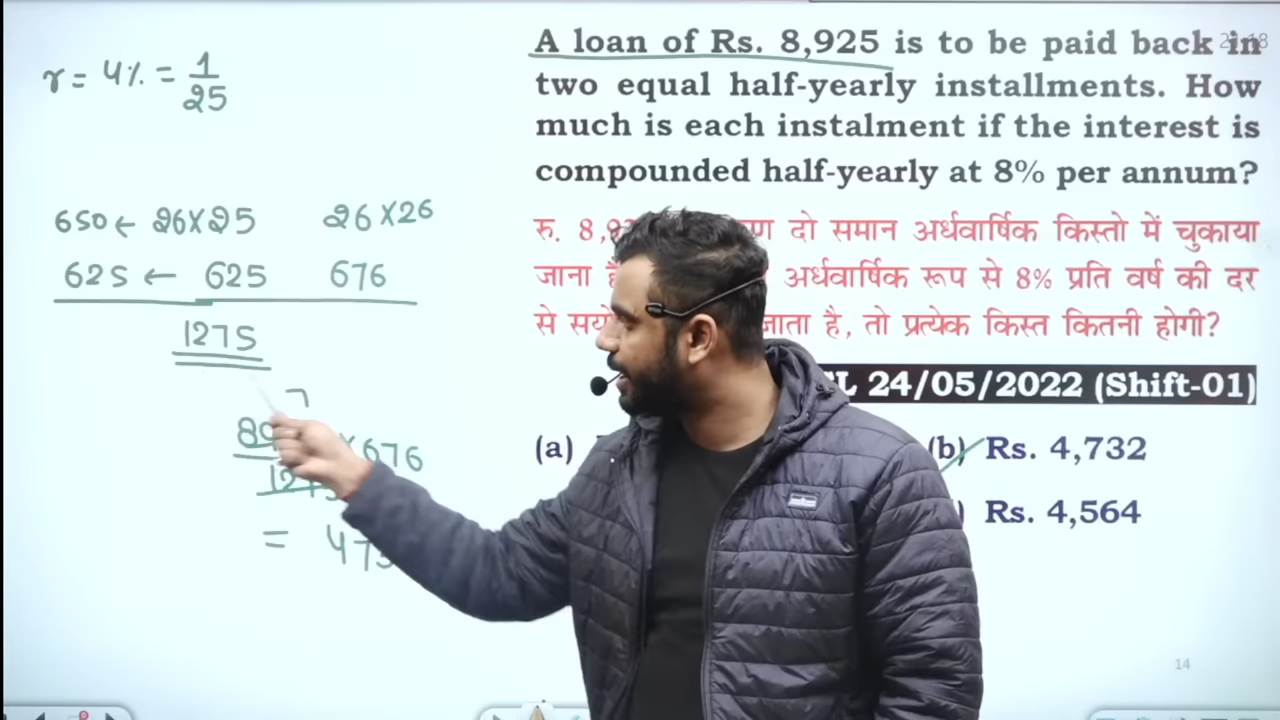 r = 4% = 1/25
650 ← 26×25 26×26
625 ← 625 676
1275
7
×676
= 473
A loan of Rs. 8,925 is to be paid back in
two equal half-yearly installments. How
much is each instalment if the interest is
compounded half-yearly at 8% per annum?
रु. 8,9 दो समान अर्धवार्षिक किस्तो में चुकाया
जाना अर्धवार्षिक रूप से 8% प्रति वर्ष की दर
से जाता है, तो प्रत्येक किस्त कितनी होगी?
24/05/2022 (Shift-01)
(a) (b) Rs. 4,732
Rs. 4,564
14